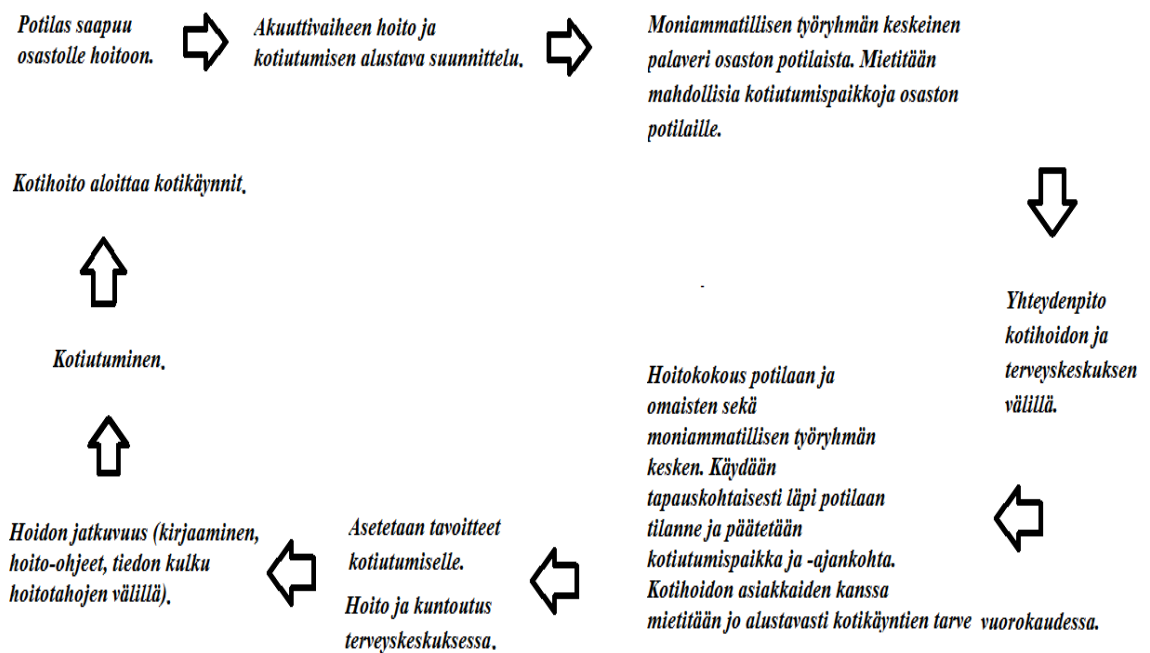 Potilas saapuu
osastolle hoitoon.
Akuuttivaiheen hoito ja
kotiutumisen alustava suunnittelu.
Moniammatillisen työryhmän keskeinen
palaveri osaston potilaista. Mietitään
mahdollisia kotiutumispaikkoja osaston
potilaille.
Yhteydenpito
kotihoidon ja
terveyskeskuksen
välillä.
Hoitokokous potilaan ja
omaisten sekä
moniammatillisen työryhmän
kesken. Käydään
tapauskohtaisesti läpi potilaan
tilanne ja päätetään
kotiutumispaikka ja -ajankohta.
Kotihoidon asiakkaiden kanssa
mietitään jo alustavasti kotikäyntien tarve vuorokaudessa.
Asetetaan tavoitteet
kotiutumiselle.
Hoito ja kuntoutus
terveyskeskuksessa.
Hoidon jatkuvuus (kirjaaminen,
hoito-ohjeet, tiedon kulku
hoitotahojen välillä).
Kotiutuminen.
Kotihoito aloittaa kotikäynnit.